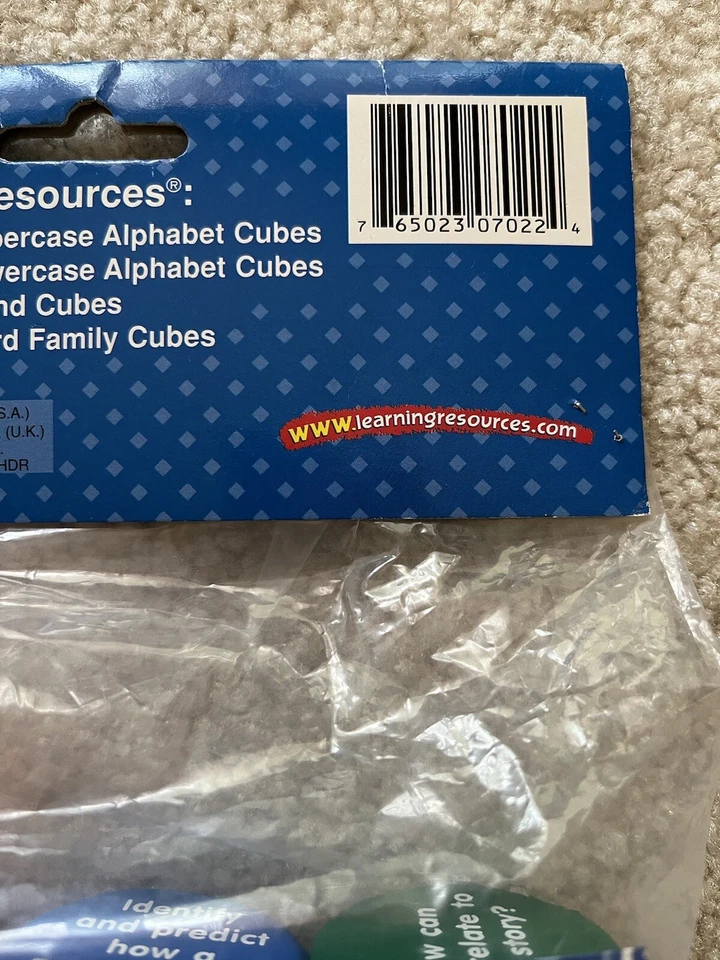 esources®:
percase Alphabet Cubes
wercase Alphabet Cubes
nd Cubes
rd Family Cubes
7 65023 07022 4
S.A.)
(U.K.)
HDR
www.learningresources.com
Identify
and predict
how a
w can
elate to
story?